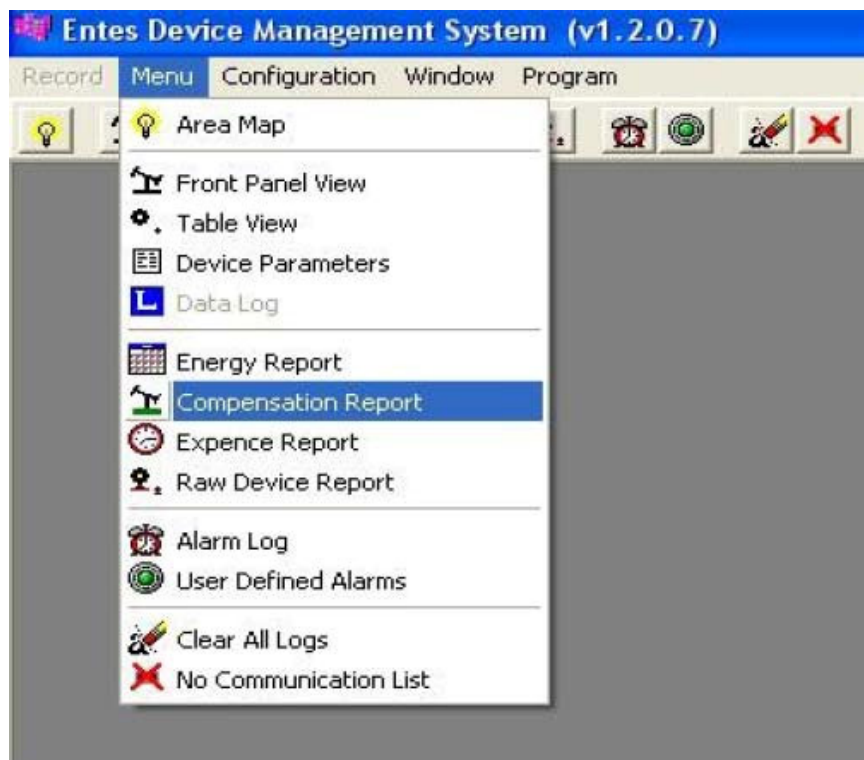 Entes Device Management System (v1.2.0.7)
Record Menu Configuration Window Program
Area Map
Front Panel View
Table View
Device Parameters
Data Log
Energy Report
Compensation Report
Expence Report
Raw Device Report
Alarm Log
User Defined Alarms
Clear All Logs
No Communication List